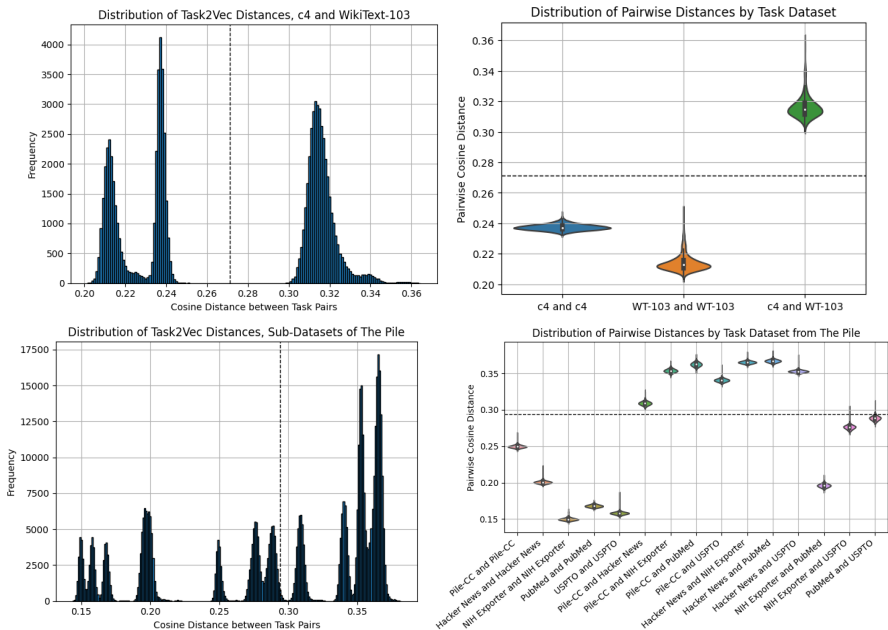 Distribution of Task2Vec Distances, c4 and WikiText-103
4000
3500
3000
2500
2000
1500
1000
500
0
Frequency
0.20 0.22 0.24 0.26 0.28 0.30 0.32 0.34 0.36
Cosine Distance between Task Pairs
Distribution of Pairwise Distances by Task Dataset
0.36
0.34
0.32
0.30
0.28
0.26
0.24
0.22
0.20
Pairwise Cosine Distance
c4 and c4 WT-103 and WT-103 c4 and WT-103
Distribution of Task2Vec Distances, Sub-Datasets of The Pile
17500
15000
12500
10000
7500
5000
2500
0
Frequency
0.15 0.20 0.25 0.30 0.35
Cosine Distance between Task Pairs
Distribution of Pairwise Distances by Task Dataset from The Pile
0.35
0.30
0.25
0.20
0.15
Pairwise Cosine Distance
Pile-CC and Pile-CC
Hacker News and Hacker News
NIH Exporter and NIH Exporter
PubMed and PubMed
USPTO and USPTO
Pile-CC and Hacker News
Pile-CC and NIH Exporter
Pile-CC and PubMed
Pile-CC and USPTO
Hacker News and NIH Exporter
Hacker News and PubMed
Hacker News and USPTO
NIH Exporter and PubMed
NIH Exporter and USPTO
PubMed and USPTO